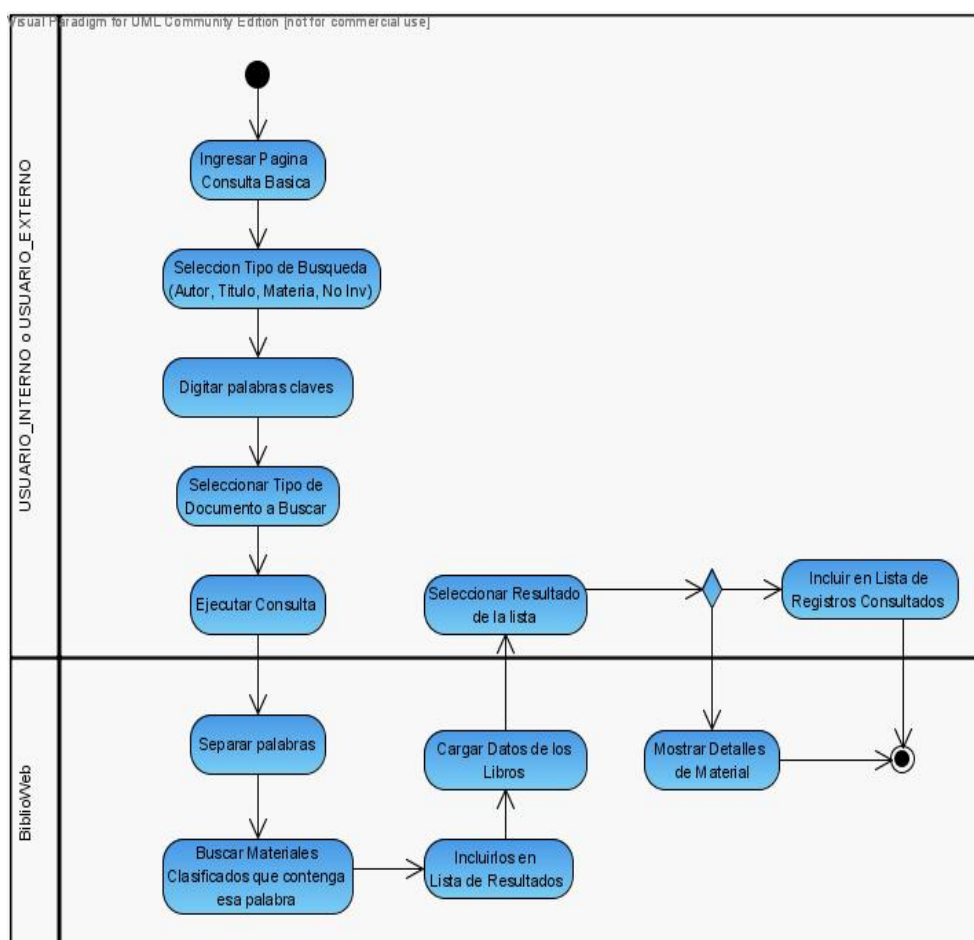 Visual Paradigm for UML Community Edition [not for commercial use]
USUARIO_INTERNO o USUARIO_EXTERNO
Ingresar Pagina
Consulta Basica
Seleccion Tipo de Busqueda
(Autor, Titulo, Materia, No Inv)
Digitar palabras claves
Seleccionar Tipo de
Documento a Buscar
Ejecutar Consulta
Seleccionar Resultado
de la lista
Incluir en Lista de
Registros Consultados
BiblioWeb
Separar palabras
Buscar Materiales
Clasificados que contenga
esa palabra
Incluirlos en
Lista de Resultados
Cargar Datos de los
Libros
Mostrar Detalles
de Material